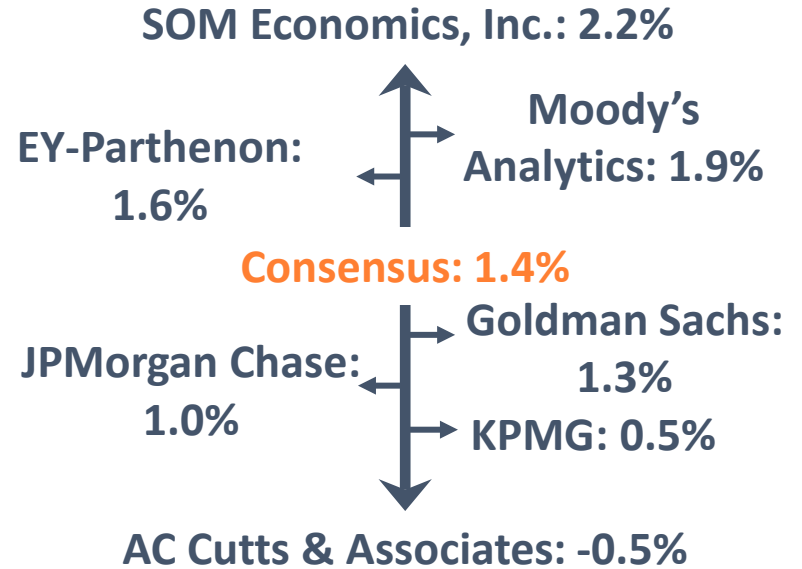 SOM Economics, Inc.: 2.2%
Moody’s
Analytics: 1.9%
EY-Parthenon:
1.6%
Consensus: 1.4%
Goldman Sachs:
1.3%
JPMorgan Chase:
1.0%
KPMG: 0.5%
AC Cutts & Associates: -0.5%